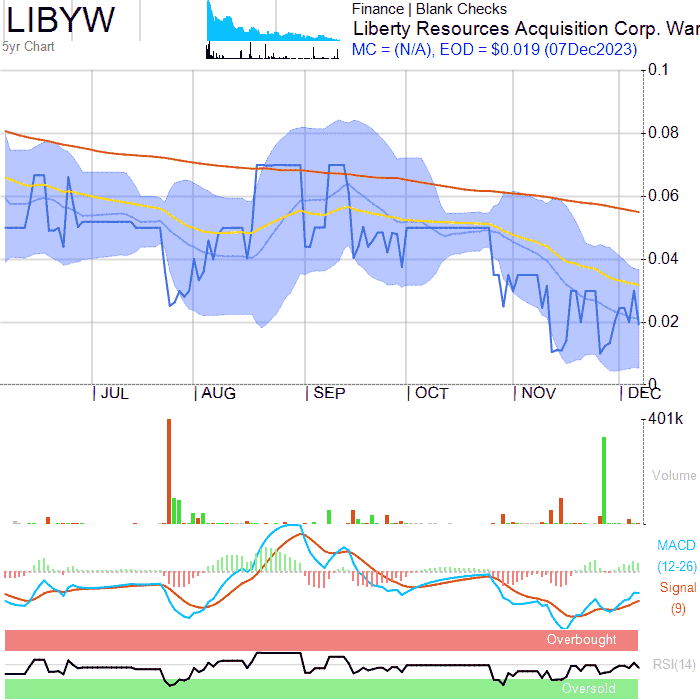 LIBYW
5yr Chart
Finance | Blank Checks
Liberty Resources Acquisition Corp. War
MC = (N/A), EOD = $0.019 (07Dec2023)
0.1
0.08
0.06
0.04
0.02
0
JUL AUG SEP OCT NOV DEC
401k
Volume
MACD
(12-26)
Signal
(9)
Overbought
RSI(14)
Oversold